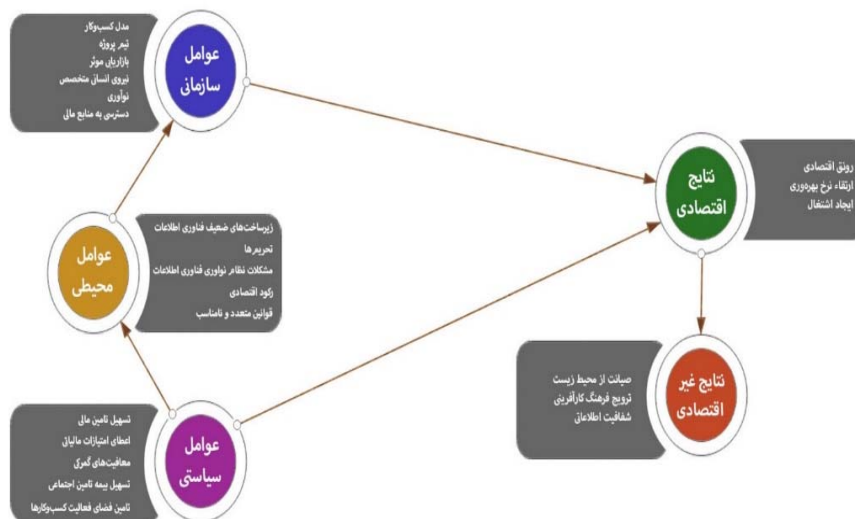 عوامل
سازمانی
مدل کسب‌وکار
تیم پروژه
بازاریابی موثر
نیروی انسانی متخصص
نوآوری
دسترسی به منابع مالی
نتایج
اقتصادی
رونق اقتصادی
ارتقاء نرخ بهره‌وری
ایجاد اشتغال
زیرساخت‌های ضعیف فناوری اطلاعات
تحریم‌ها
مشکلات نظام نوآوری فناوری اطلاعات
رکود اقتصادی
قوانین متعدد و نامناسب
عوامل
محیطی
نتایج غیر
اقتصادی
صیانت از محیط زیست
ترویج فرهنگ کارآفرینی
شفافیت اطلاعاتی
عوامل
سیاستی
تسهیل تامین مالی
اعطای امتیازات مالیاتی
معافیت‌های گمرکی
تسهیل بیمه تامین اجتماعی
تامین فضای فعالیت کسب‌وکارها